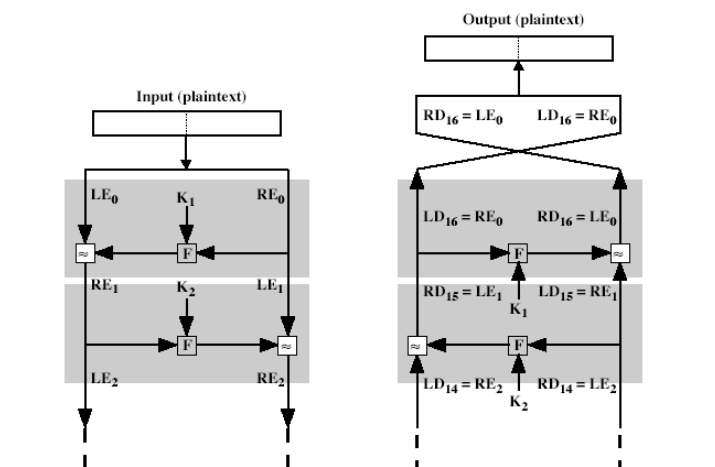 Output (plaintext)
RD16 = LE0 LD16 = RE0
Input (plaintext)
LE0 K1 RE0
F
≈
RE1 K2 LE1
F
≈
LE2 RE2
LD16 = RE0 RD16 = LE0
F
≈
RD15 = LE1 LD15 = RE1
K1
≈
F
LD14 = RE2 RD14 = LE2
K2